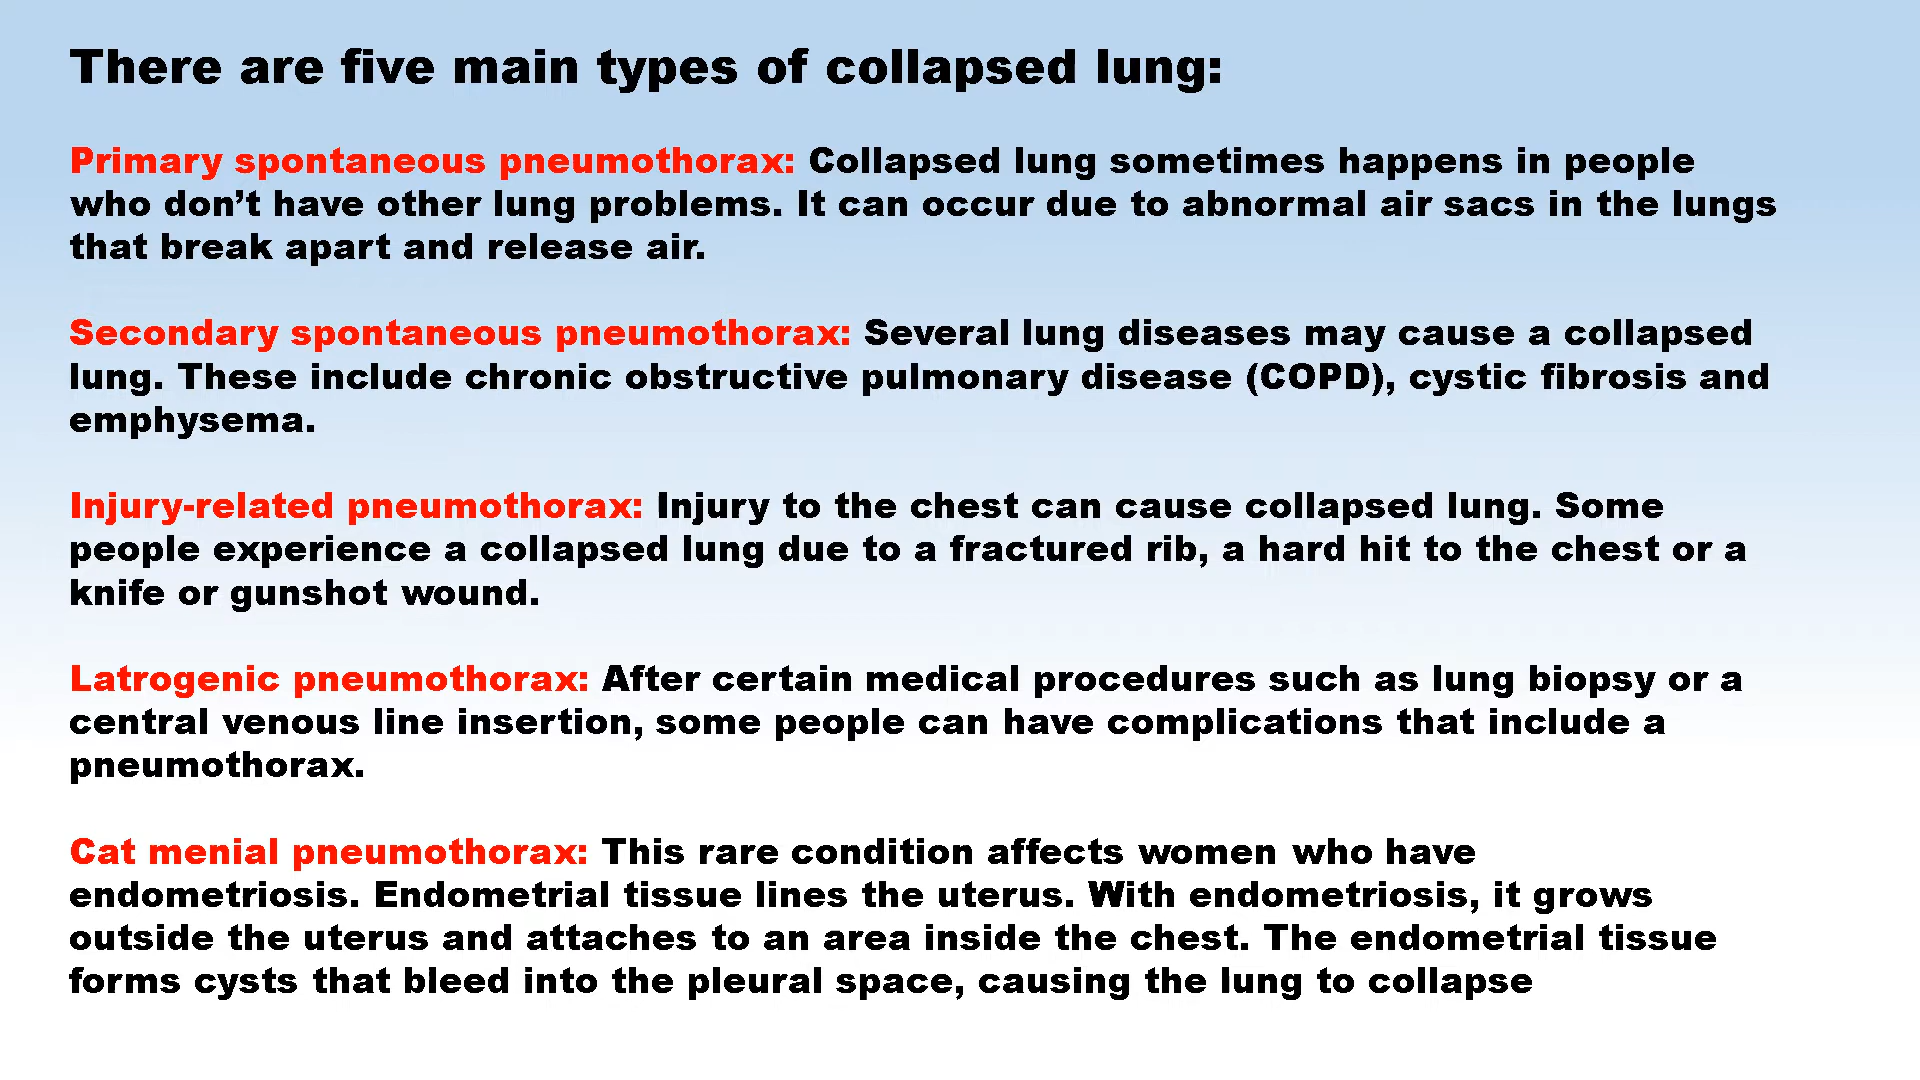 There are five main types of collapsed lung:
Primary spontaneous pneumothorax: Collapsed lung sometimes happens in people
who don’t have other lung problems. It can occur due to abnormal air sacs in the lungs
that break apart and release air.
Secondary spontaneous pneumothorax: Several lung diseases may cause a collapsed
lung. These include chronic obstructive pulmonary disease (COPD), cystic fibrosis and
emphysema.
Injury-related pneumothorax: Injury to the chest can cause collapsed lung. Some
people experience a collapsed lung due to a fractured rib, a hard hit to the chest or a
knife or gunshot wound.
Latrogenic pneumothorax: After certain medical procedures such as lung biopsy or a
central venous line insertion, some people can have complications that include a
pneumothorax.
Cat menial pneumothorax: This rare condition affects women who have
endometriosis. Endometrial tissue lines the uterus. With endometriosis, it grows
outside the uterus and attaches to an area inside the chest. The endometrial tissue
forms cysts that bleed into the pleural space, causing the lung to collapse